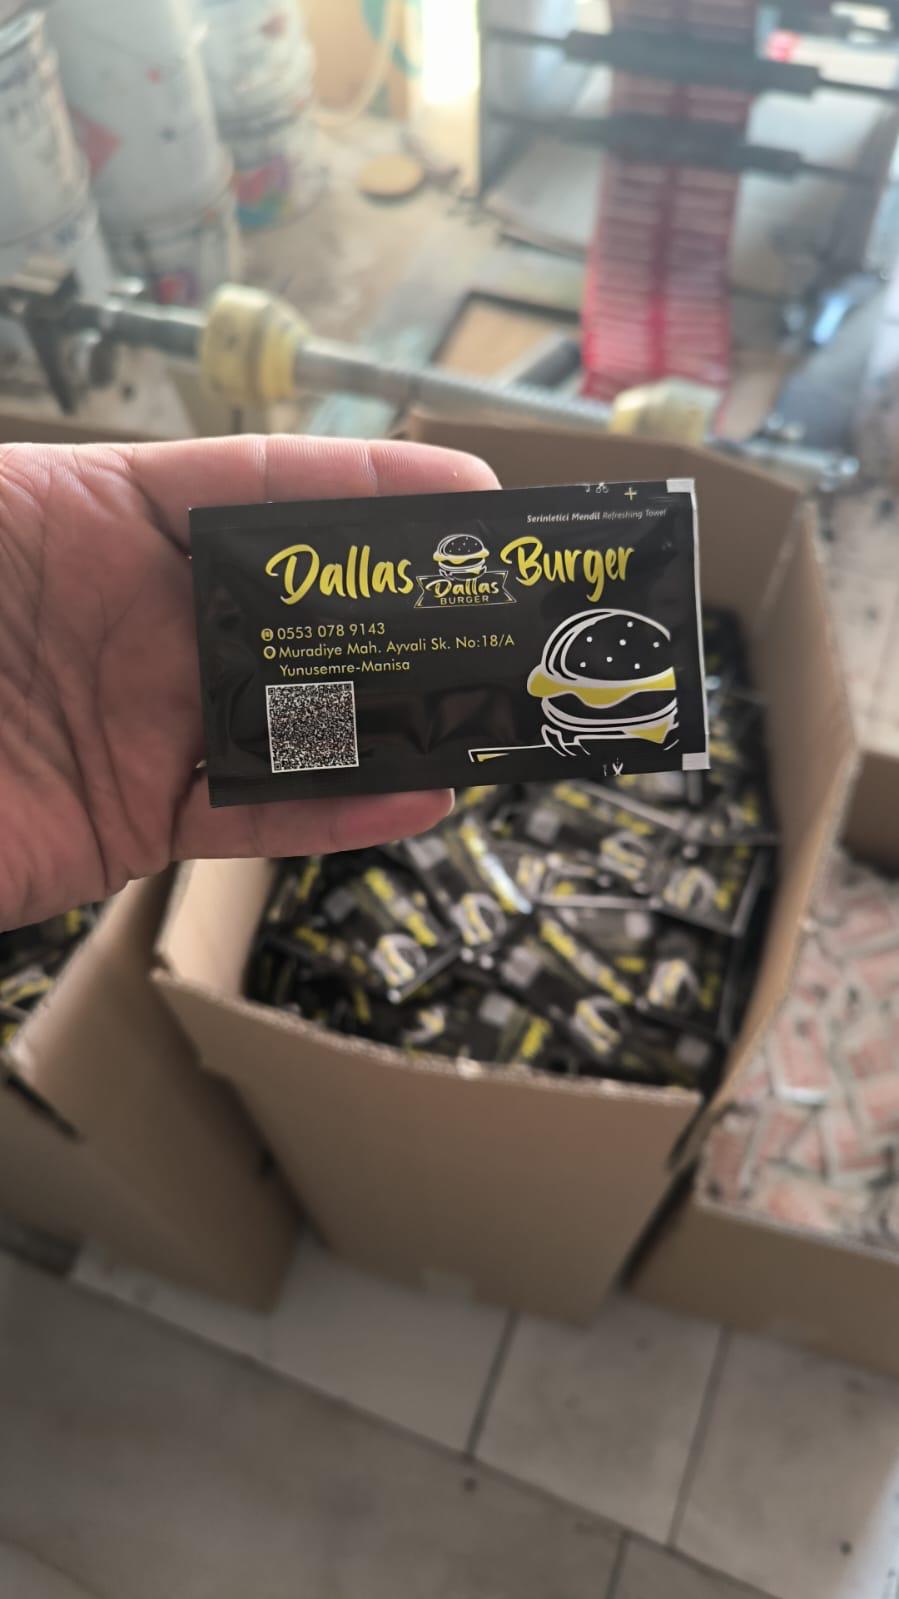 Serinletici Mendil Refreshing Towel
Dallas Burger
Dallas
BURGER
0553 078 9143
Muradiye Mah. Ayvali Sk. No:18/A
Yunusemre-Manisa